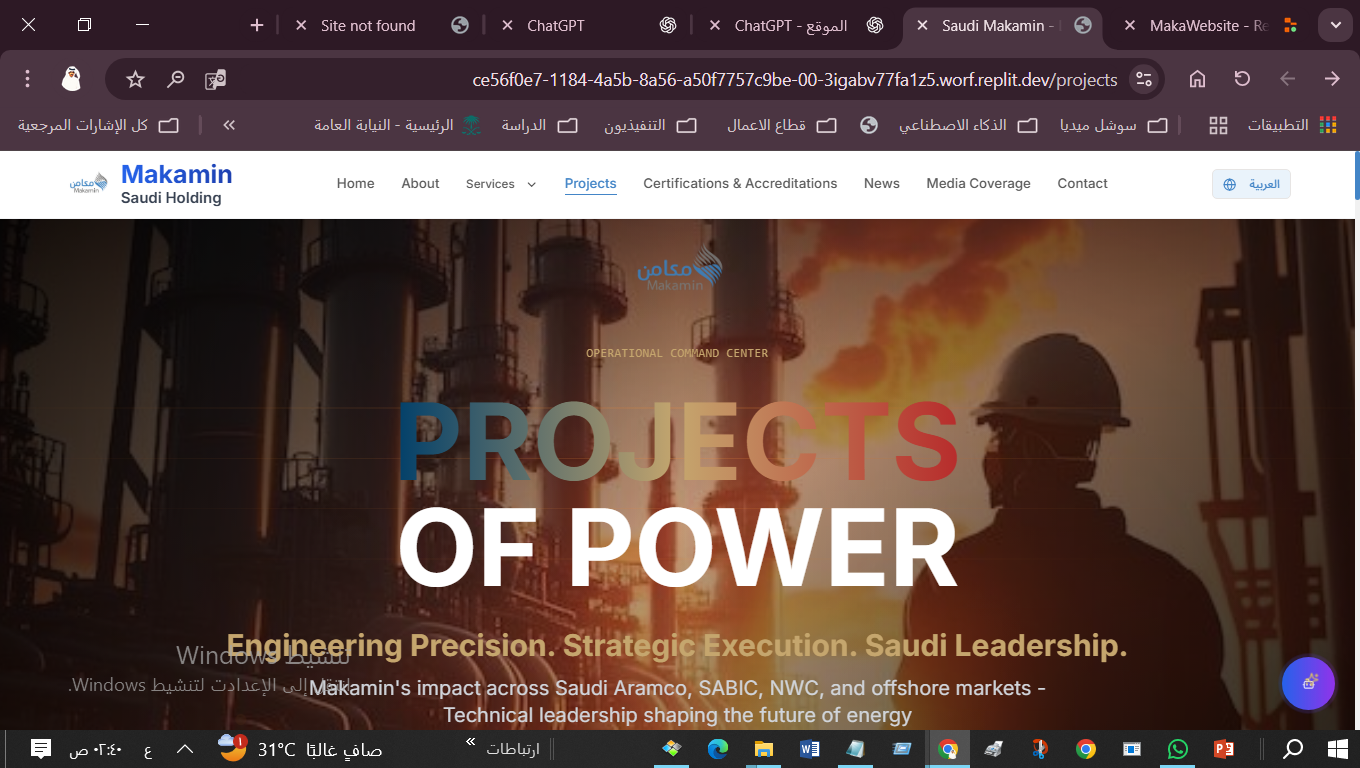 Site not found
ChatGPT
ChatGPT - الموقع
Saudi Makamin -
MakaWebsite - Re
ce56f0e7-1184-4a5b-8a56-a50f7757c9be-00-3igabv77fa1z5.worf.replit.dev/projects
التطبيقات
سوشل ميديا
الذكاء الاصطناعي
قطاع الاعمال
التنفيذيون
الدراسة
الرئيسية - النيابة العامة
«
كل الإشارات المرجعية
مكامن
Makamin
Makamin
Saudi Holding
Home
About
Services
Projects
Certifications & Accreditations
News
Media Coverage
Contact
العربية
مكامن
Makamin
OPERATIONAL COMMAND CENTER
PROJECTS
OF POWER
Engineering Precision. Strategic Execution. Saudi Leadership.
Makamin's impact across Saudi Aramco, SABIC, NWC, and offshore markets -
Technical leadership shaping the future of energy
تنشيط Windows
انتقل إلى الإعدادت لتنشيط Windows.
ارتباطات
«
صافٍ غالبًا 31°C
1
ع
٠٢:٤٠ ص